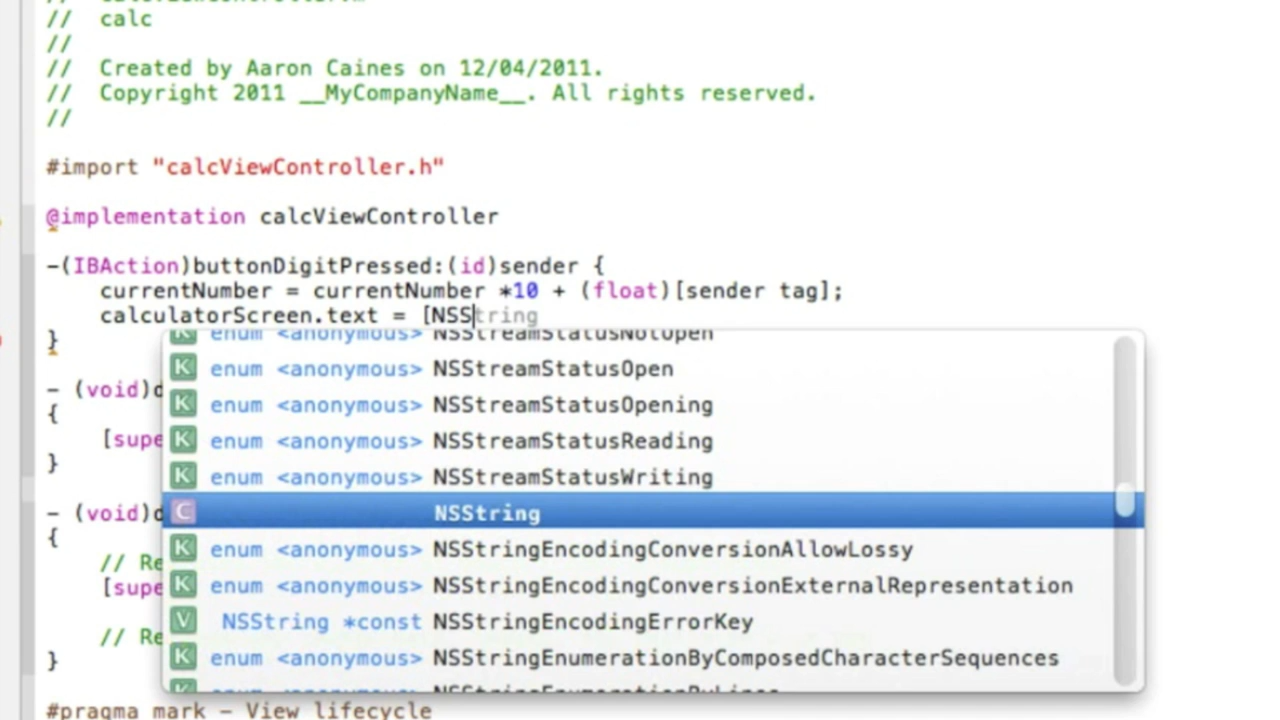 // calc
//
// Created by Aaron Caines on 12/04/2011.
// Copyright 2011 __MyCompanyName__. All rights reserved.
//
#import "calcViewController.h"
@implementation calcViewController
-(IBAction)buttonDigitPressed:(id)sender {
currentNumber = currentNumber *10 + (float)[sender tag];
calculatorScreen.text = [NSString
}
K enum <anonymous> NSStreamStatusNotOpen
K enum <anonymous> NSStreamStatusOpen
- (void)d
K enum <anonymous> NSStreamStatusOpening
{
[supe
K enum <anonymous> NSStreamStatusReading
}
K enum <anonymous> NSStreamStatusWriting
- (void)d
C NSString
{
K enum <anonymous> NSStringEncodingConversionAllowLossy
// Re
[supe
K enum <anonymous> NSStringEncodingConversionExternalRepresentation
V NSString *const NSStringEncodingErrorKey
// Re
}
K enum <anonymous> NSStringEnumerationByComposedCharacterSequences
#pragma mark - View lifecycle